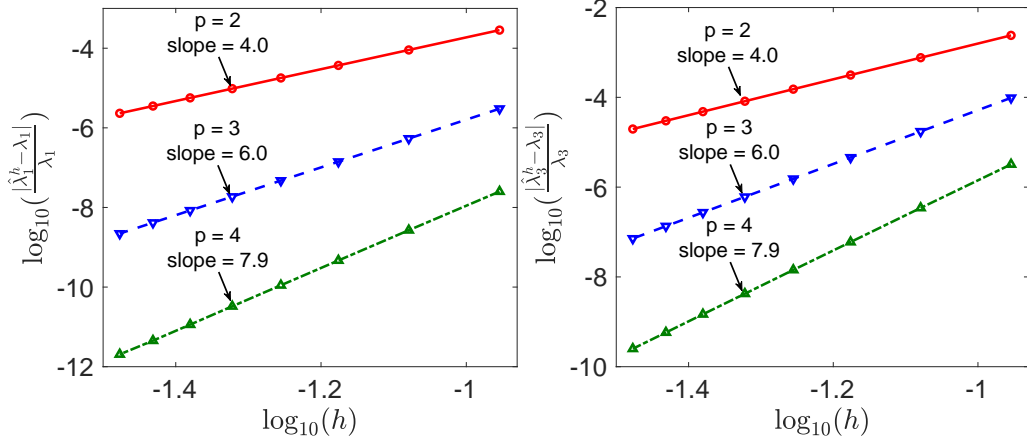 log₁₀(|λ̂₁ʰ−λ₁|/λ₁)
-4
-6
-8
-10
-12
p = 2
slope = 4.0
p = 3
slope = 6.0
p = 4
slope = 7.9
-1.4
-1.2
-1
log₁₀(h)
log₁₀(|λ̂₃ʰ−λ₃|/λ₃)
-2
-4
-6
-8
-10
p = 2
slope = 4.0
p = 3
slope = 6.0
p = 4
slope = 7.9
-1.4
-1.2
-1
log₁₀(h)